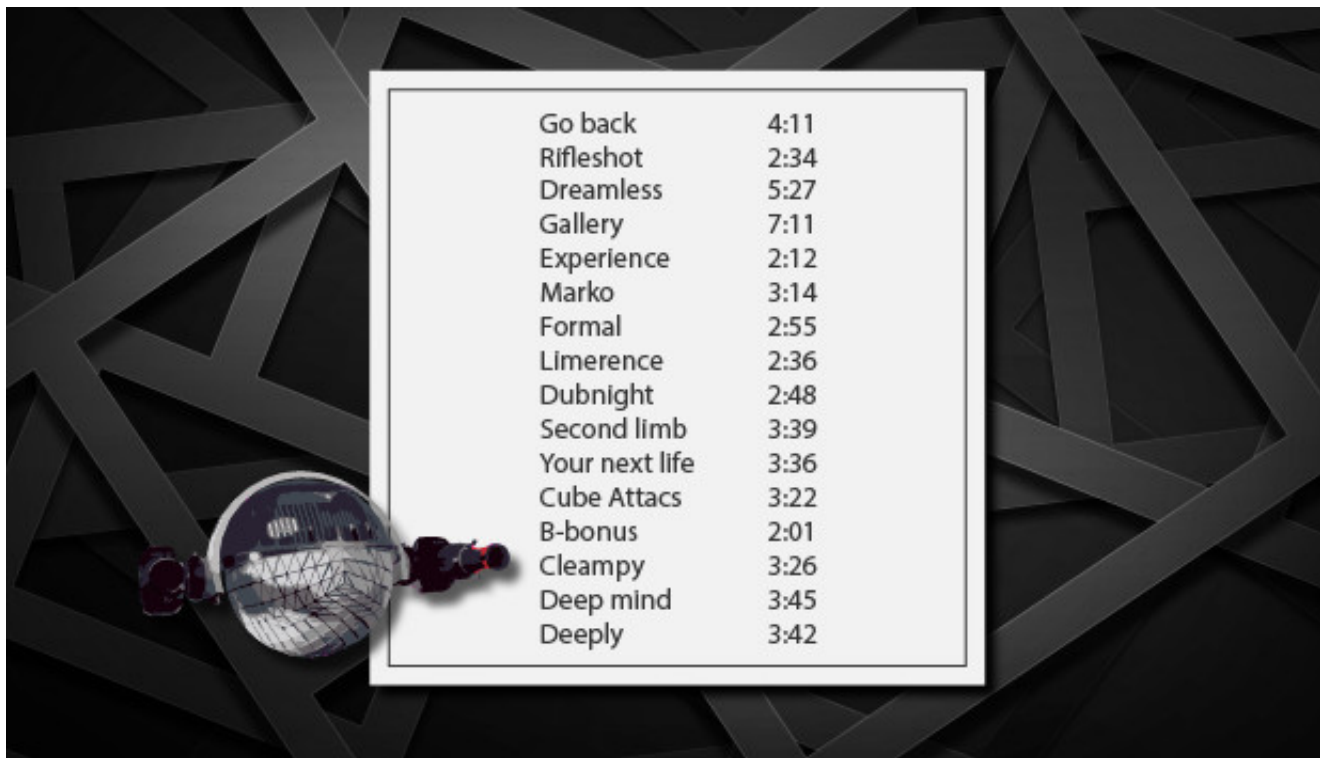 Go back 4:11
Rifleshot 2:34
Dreamless 5:27
Gallery 7:11
Experience 2:12
Marko 3:14
Formal 2:55
Limerence 2:36
Dubnight 2:48
Second limb 3:39
Your next life 3:36
Cube Attacs 3:22
B-bonus 2:01
Cleampy 3:26
Deep mind 3:45
Deeply 3:42